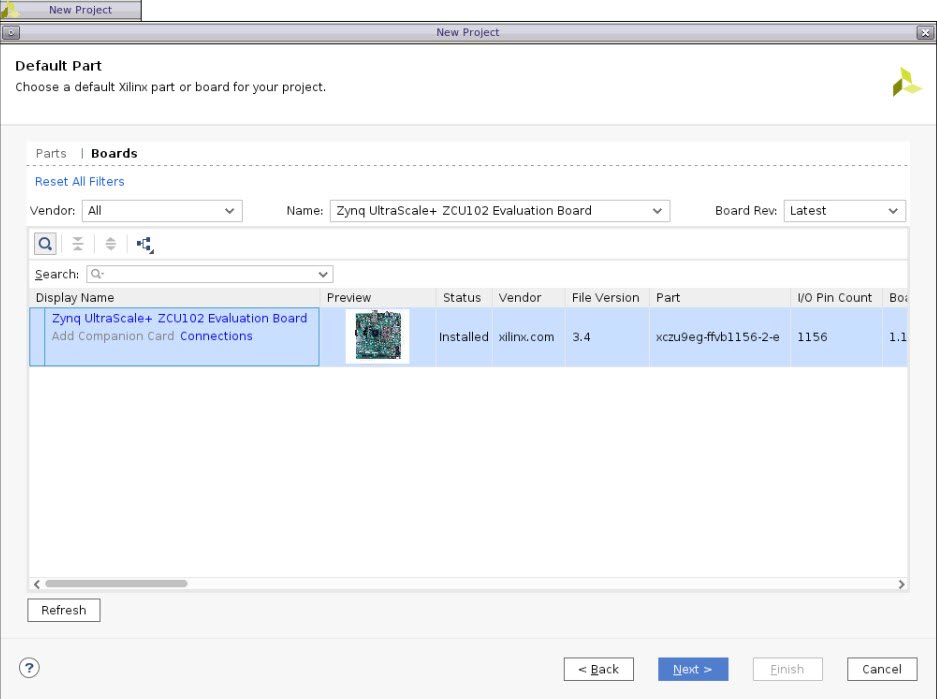 New Project
New Project
Default Part
Choose a default Xilinx part or board for your project.
Parts | Boards
Reset All Filters
Vendor: All Name: Zynq UltraScale+ ZCU102 Evaluation Board Board Rev: Latest
Search: Q-
Display Name Preview Status Vendor File Version Part I/O Pin Count Boa
Zynq UltraScale+ ZCU102 Evaluation Board
Add Companion Card Connections
Installed xilinx.com 3.4 xczu9eg-ffvb1156-2-e 1156 1.1
Refresh
? < Back Next > Finish Cancel